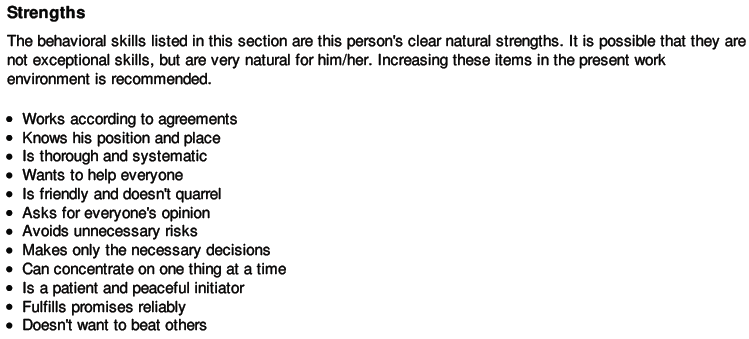 Strengths
The behavioral skills listed in this section are this person's clear natural strengths. It is possible that they are
not exceptional skills, but are very natural for him/her. Increasing these items in the present work
environment is recommended.
• Works according to agreements
• Knows his position and place
• Is thorough and systematic
• Wants to help everyone
• Is friendly and doesn't quarrel
• Asks for everyone's opinion
• Avoids unnecessary risks
• Makes only the necessary decisions
• Can concentrate on one thing at a time
• Is a patient and peaceful initiator
• Fulfills promises reliably
• Doesn't want to beat others